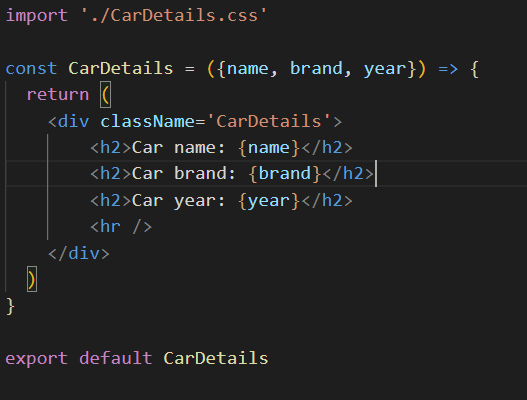 import './CarDetails.css'
const CarDetails = ({name, brand, year}) => {
return (
<div className='CarDetails'>
<h2>Car name: {name}</h2>
<h2>Car brand: {brand}</h2>
<h2>Car year: {year}</h2>
<hr />
</div>
)
}
export default CarDetails